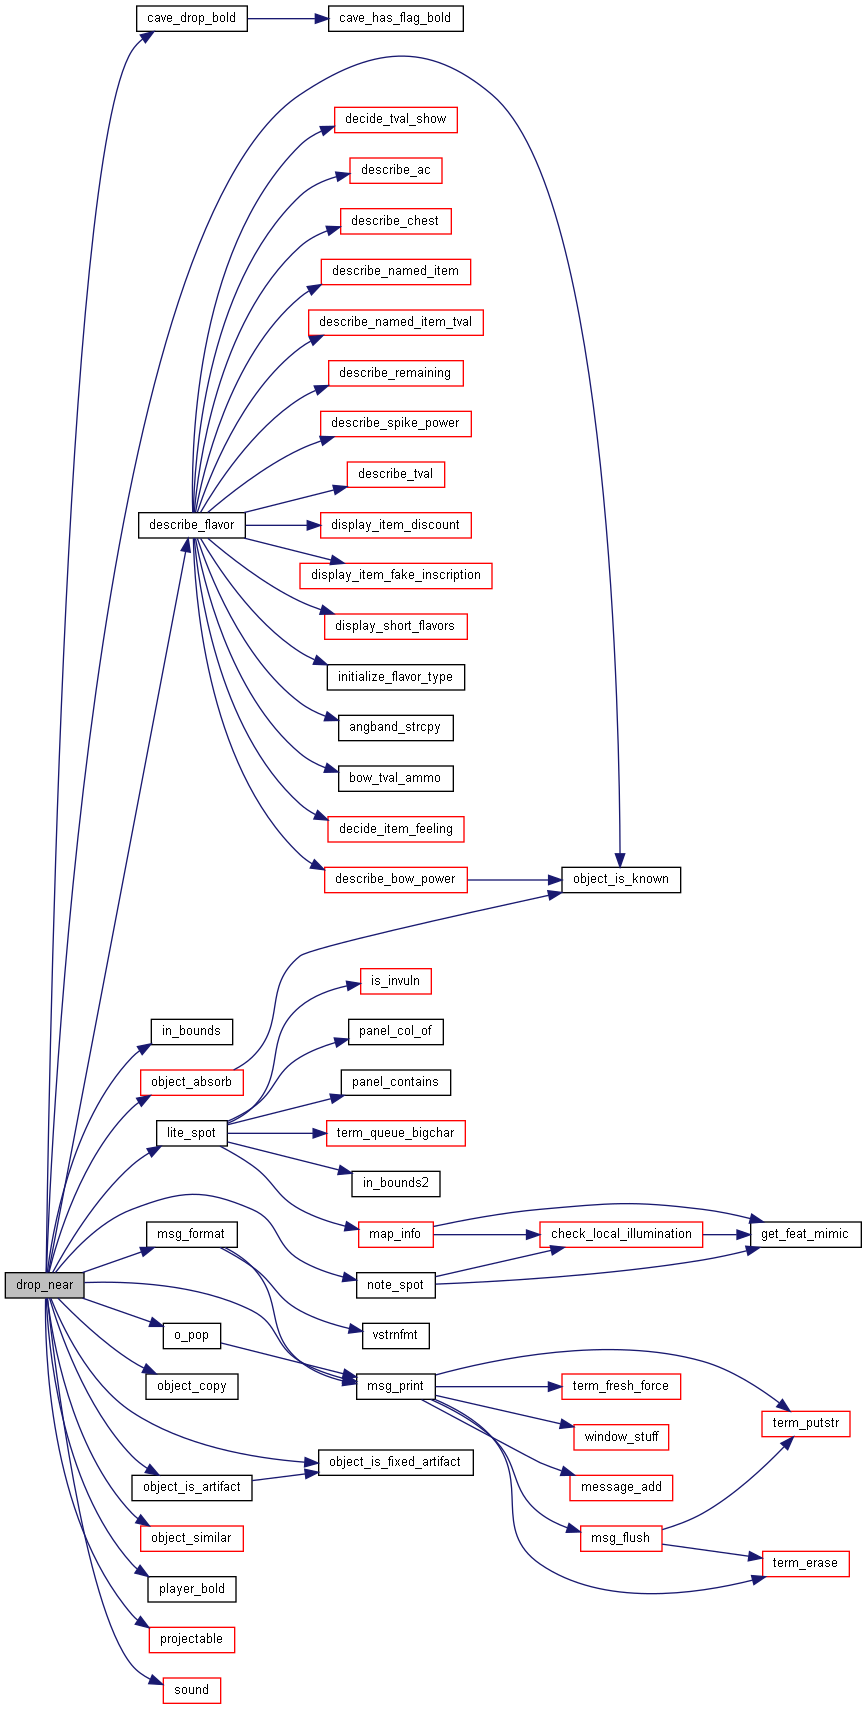 cave_drop_bold
cave_has_flag_bold
decide_tval_show
describe_ac
describe_chest
describe_named_item
describe_named_item_tval
describe_remaining
describe_spike_power
describe_tval
describe_flavor
display_item_discount
display_item_fake_inscription
display_short_flavors
initialize_flavor_type
angband_strcpy
bow_tval_ammo
decide_item_feeling
describe_bow_power
object_is_known
is_invuln
in_bounds
panel_col_of
object_absorb
panel_contains
lite_spot
term_queue_bigchar
in_bounds2
msg_format
map_info
check_local_illumination
get_feat_mimic
drop_near
note_spot
o_pop
vstrnfmt
object_copy
msg_print
term_fresh_force
term_putstr
window_stuff
object_is_fixed_artifact
object_is_artifact
message_add
object_similar
msg_flush
term_erase
player_bold
projectable
sound